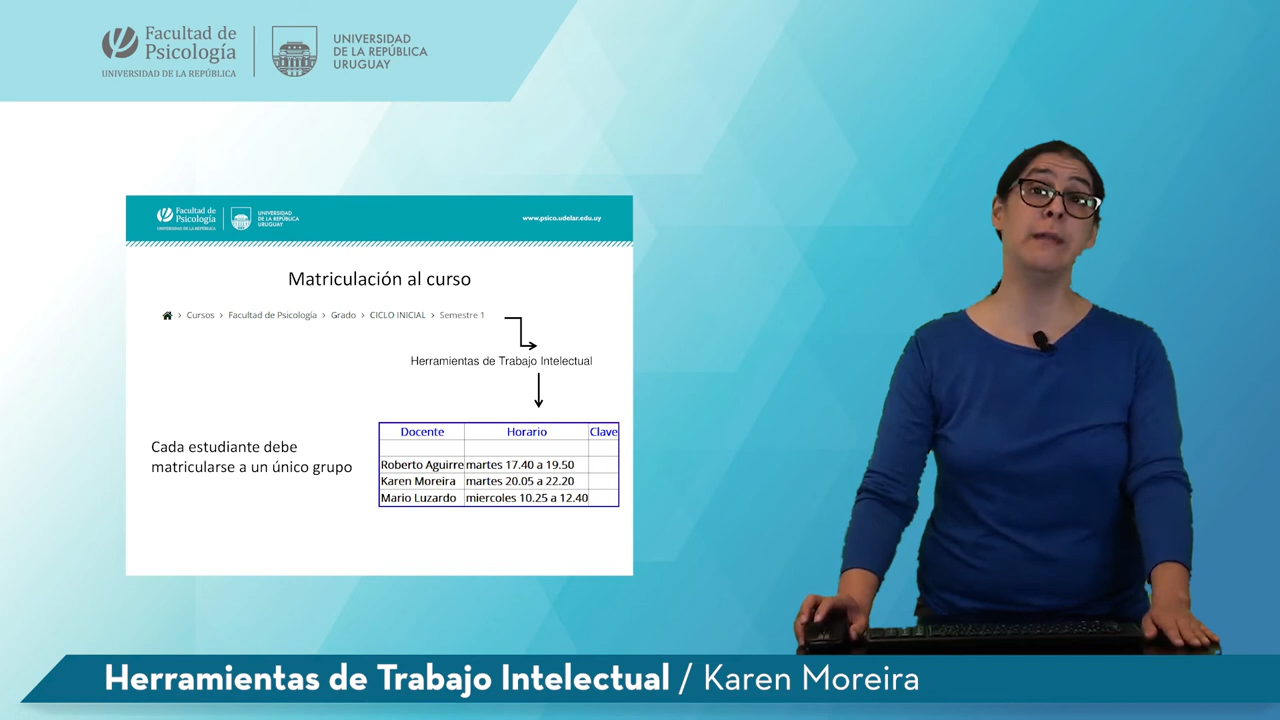 Facultad de
Psicología
UNIVERSIDAD DE LA REPÚBLICA
UNIVERSIDAD
DE LA REPÚBLICA
URUGUAY
Facultad de
Psicología
UNIVERSIDAD DE LA REPÚBLICA
UNIVERSIDAD
DE LA REPÚBLICA
URUGUAY
www.psico.udelar.edu.uy
Matriculación al curso
Cursos > Facultad de Psicología > Grado > CICLO INICIAL > Semestre 1
Herramientas de Trabajo Intelectual
Cada estudiante debe
matricularse a un único grupo
Docente Horario Clave
Roberto Aguirre martes 17.40 a 19.50
Karen Moreira martes 20.05 a 22.20
Mario Luzardo miercoles 10.25 a 12.40
Herramientas de Trabajo Intelectual / Karen Moreira